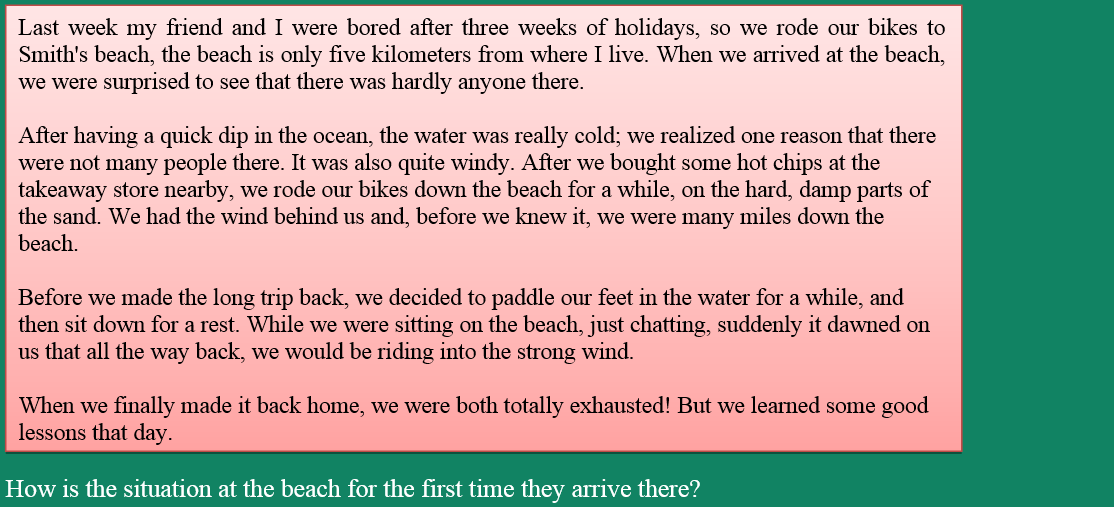 Last week my friend and I were bored after three weeks of holidays, so we rode our bikes to
Smith's beach, the beach is only five kilometers from where I live. When we arrived at the beach,
we were surprised to see that there was hardly anyone there.
After having a quick dip in the ocean, the water was really cold; we realized one reason that there
were not many people there. It was also quite windy. After we bought some hot chips at the
takeaway store nearby, we rode our bikes down the beach for a while, on the hard, damp parts of
the sand. We had the wind behind us and, before we knew it, we were many miles down the
beach.
Before we made the long trip back, we decided to paddle our feet in the water for a while, and
then sit down for a rest. While we were sitting on the beach, just chatting, suddenly it dawned on
us that all the way back, we would be riding into the strong wind.
When we finally made it back home, we were both totally exhausted! But we learned some good
lessons that day.
How is the situation at the beach for the first time they arrive there?